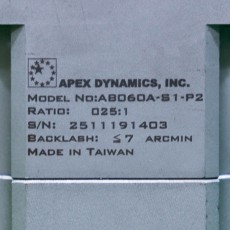 APEX DYNAMICS, INC.
MODEL NO:AB060A-S1-P2
RATIO: 025:1
S/N: 2511191403
BACKLASH: ≤7 ARCMIN
MADE IN TAIWAN